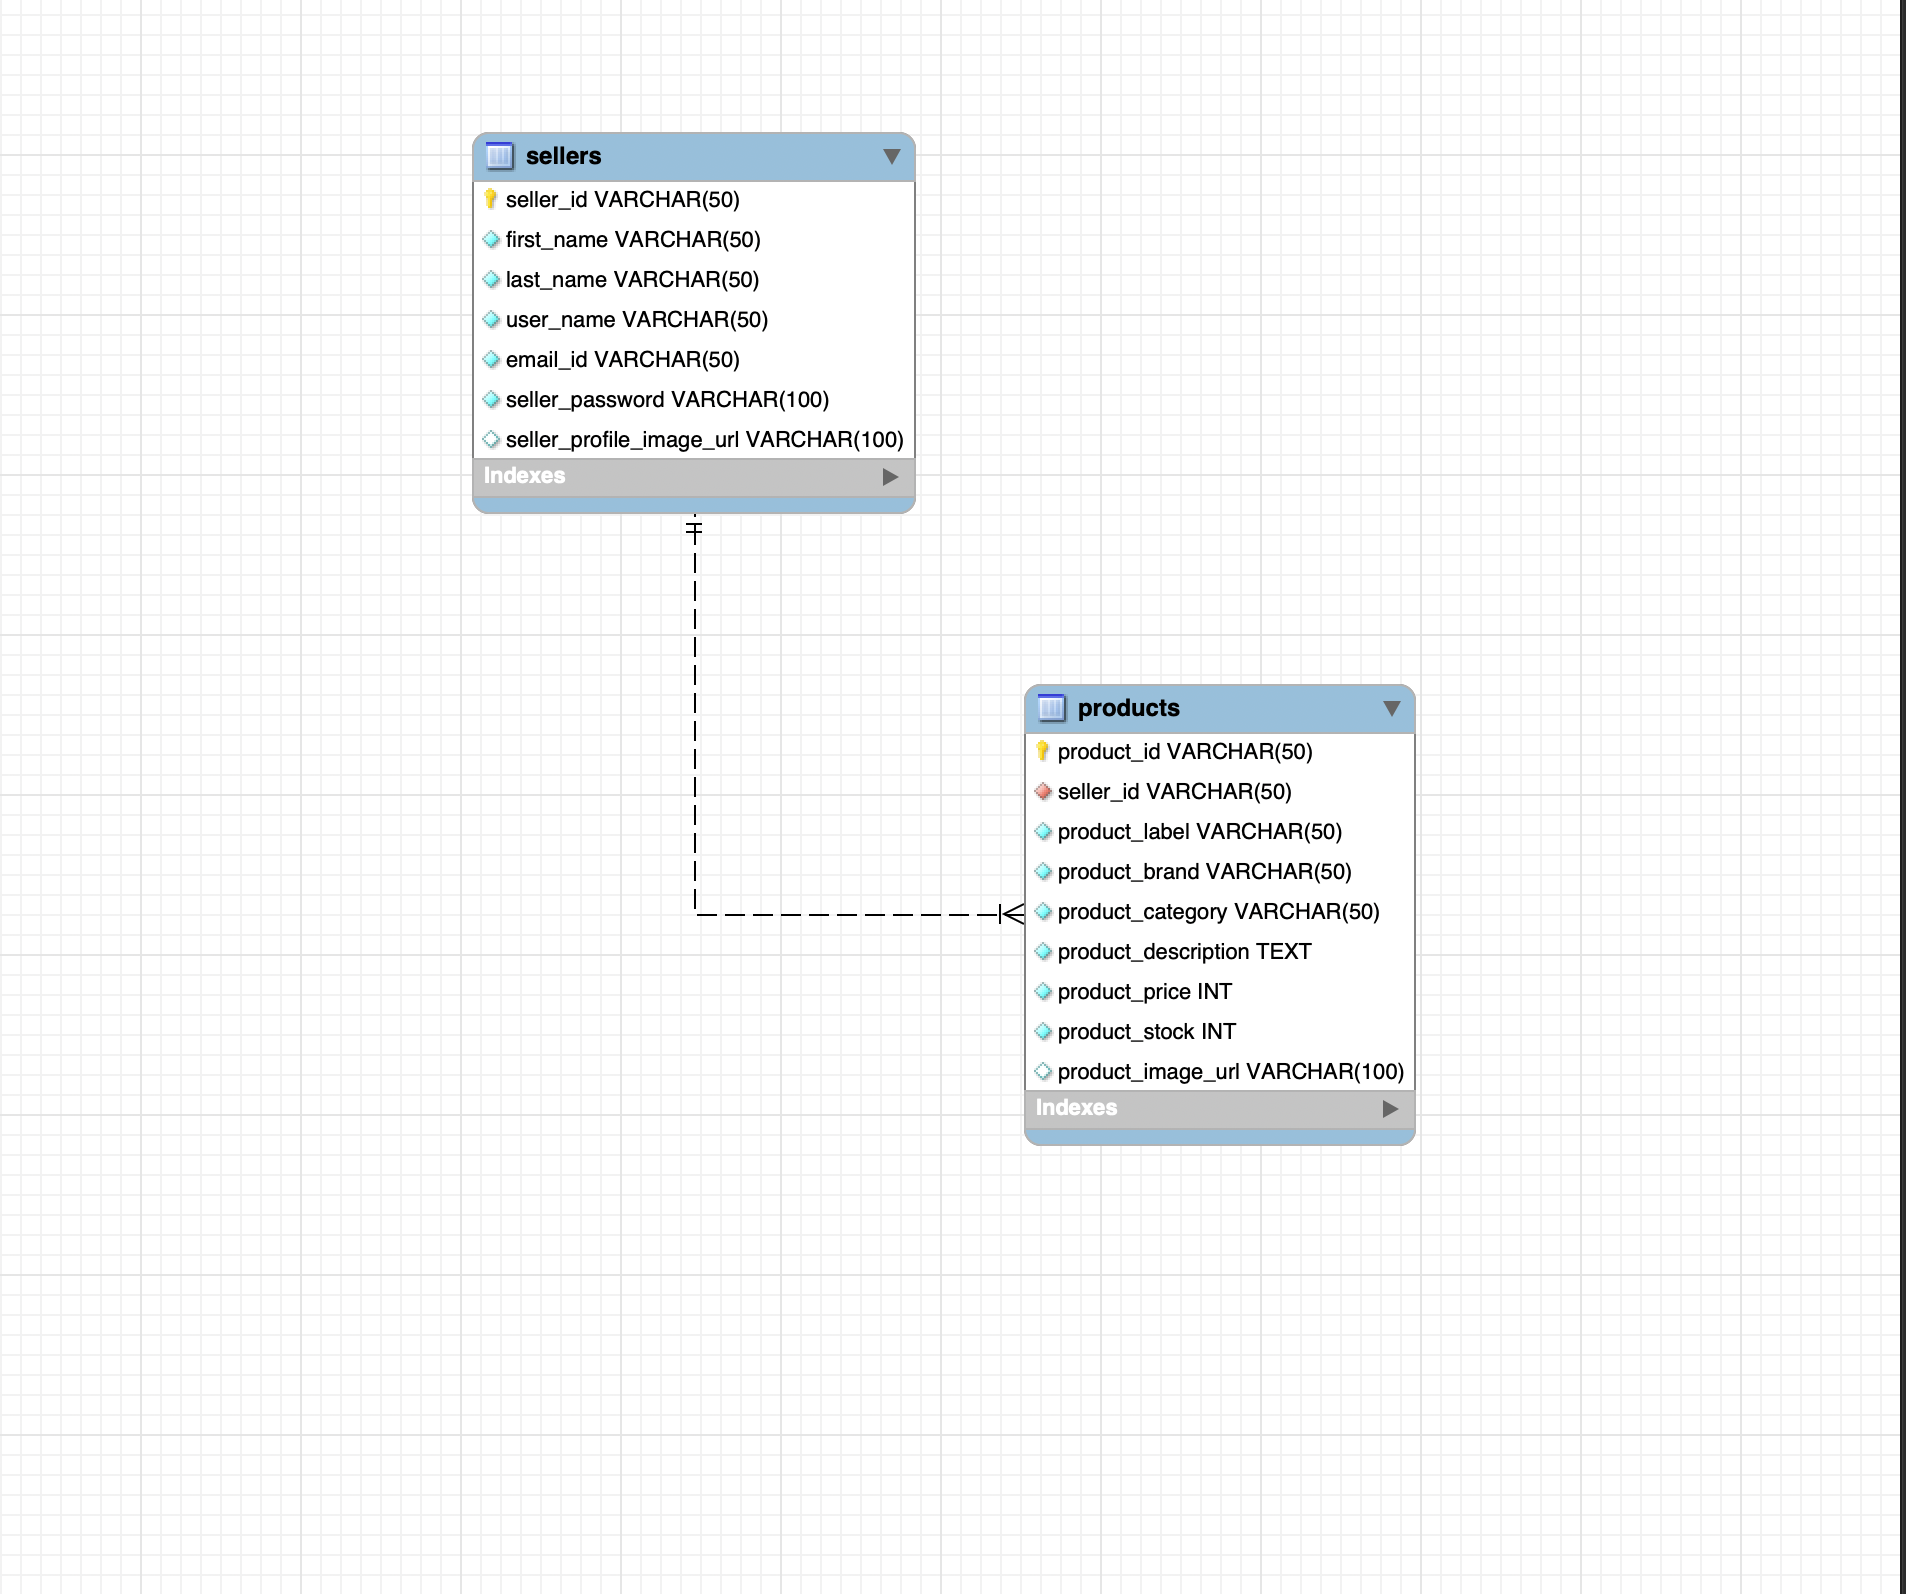 sellers
seller_id VARCHAR(50)
first_name VARCHAR(50)
last_name VARCHAR(50)
user_name VARCHAR(50)
email_id VARCHAR(50)
seller_password VARCHAR(100)
seller_profile_image_url VARCHAR(100)
Indexes
products
product_id VARCHAR(50)
seller_id VARCHAR(50)
product_label VARCHAR(50)
product_brand VARCHAR(50)
product_category VARCHAR(50)
product_description TEXT
product_price INT
product_stock INT
product_image_url VARCHAR(100)
Indexes